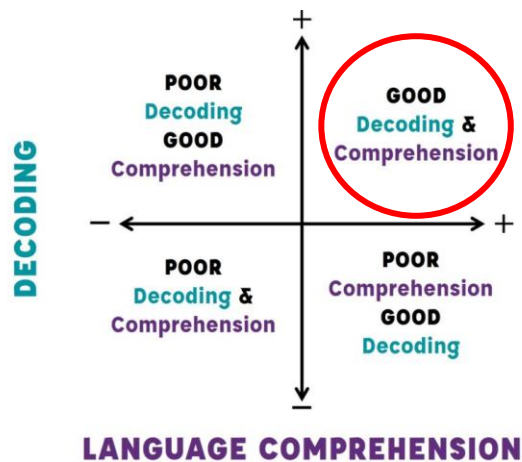 +
POOR
Decoding
GOOD
Comprehension
GOOD
Decoding &
Comprehension
DECODING
–
+
POOR
Decoding &
Comprehension
POOR
Comprehension
GOOD
Decoding
–
LANGUAGE COMPREHENSION